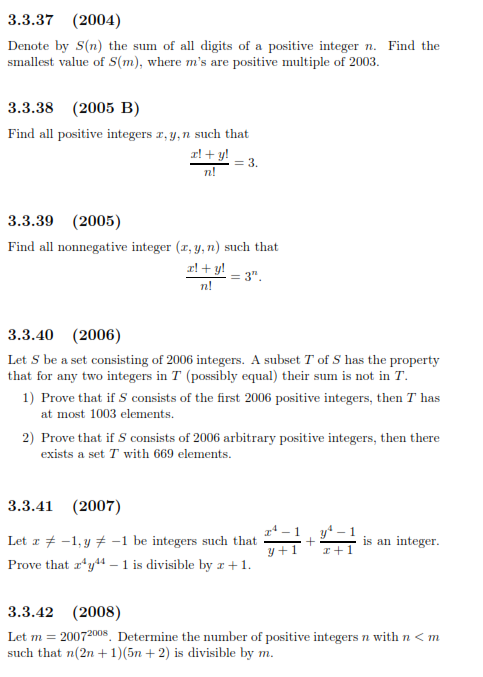 3.3.37 (2004)
Denote by S(n) the sum of all digits of a positive integer n. Find the
smallest value of S(m), where m's are positive multiple of 2003.
3.3.38 (2005 B)
Find all positive integers x, y, n such that
\frac{x! + y!}{n!} = 3.
3.3.39 (2005)
Find all nonnegative integer (x, y, n) such that
\frac{x! + y!}{n!} = 3^n.
3.3.40 (2006)
Let S be a set consisting of 2006 integers. A subset T of S has the property
that for any two integers in T (possibly equal) their sum is not in T.
1) Prove that if S consists of the first 2006 positive integers, then T has
at most 1003 elements.
2) Prove that if S consists of 2006 arbitrary positive integers, then there
exists a set T with 669 elements.
3.3.41 (2007)
Let x ≠ −1, y ≠ −1 be integers such that \frac{x^4 − 1}{y + 1} + \frac{y^4 − 1}{x + 1} is an integer.
Prove that x^4y^{44} − 1 is divisible by x + 1.
3.3.42 (2008)
Let m = 2007^{2008}. Determine the number of positive integers n with n < m
such that n(2n + 1)(5n + 2) is divisible by m.